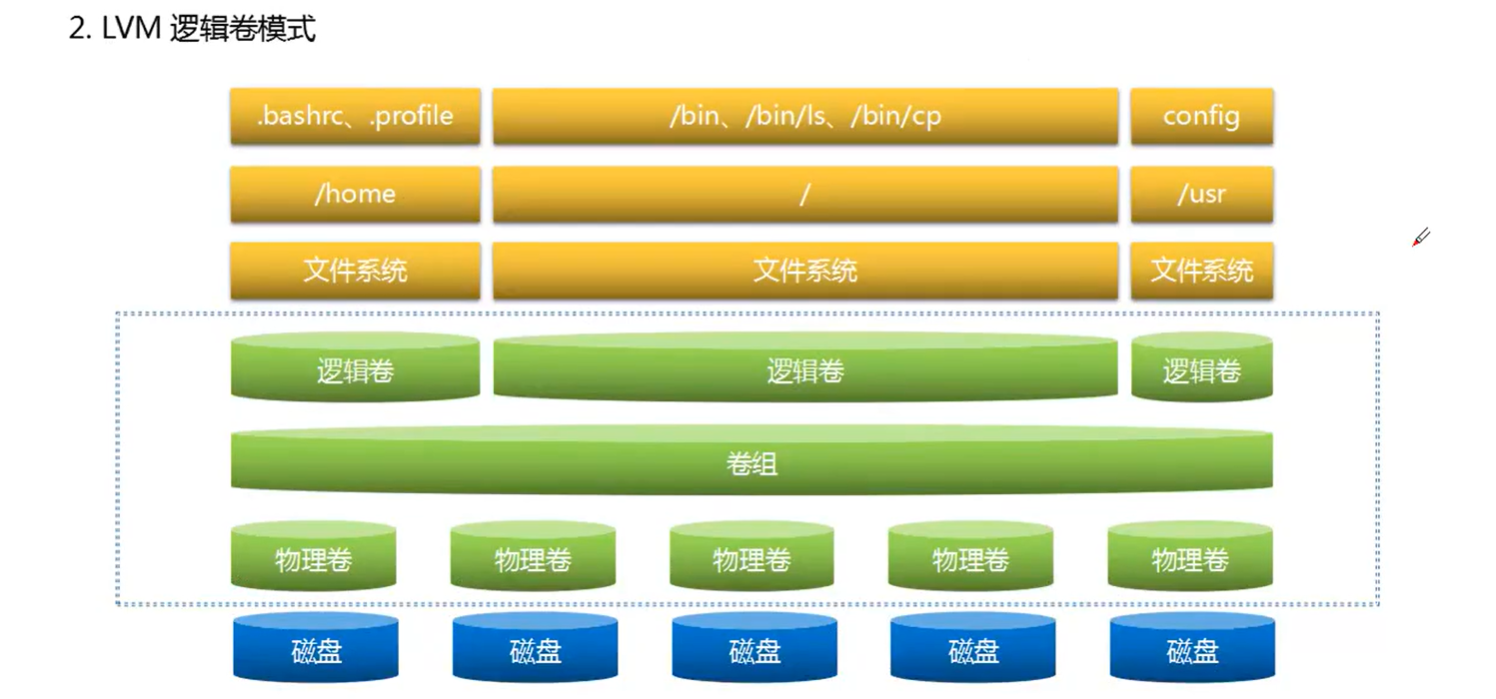 2. LVM 逻辑卷模式
.bashrc、.profile
/bin、/bin/ls、/bin/cp
config
/home
/
/usr
文件系统
文件系统
文件系统
逻辑卷
逻辑卷
逻辑卷
卷组
物理卷
物理卷
物理卷
物理卷
物理卷
磁盘
磁盘
磁盘
磁盘
磁盘